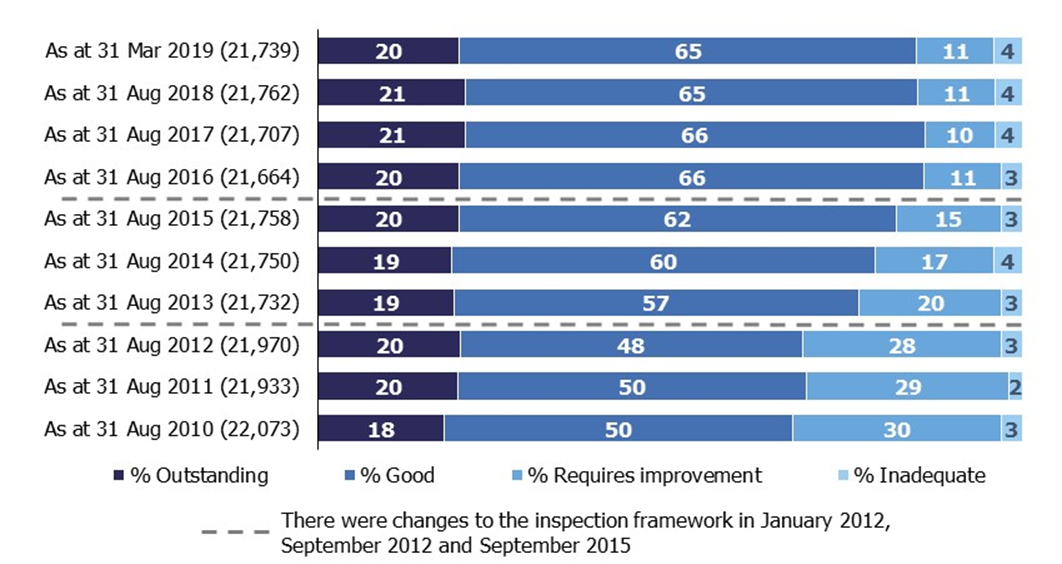 As at 31 Mar 2019 (21,739) 20 65 11 4
As at 31 Aug 2018 (21,762) 21 65 11 4
As at 31 Aug 2017 (21,707) 21 66 10 4
As at 31 Aug 2016 (21,664) 20 66 11 3
As at 31 Aug 2015 (21,758) 20 62 15 3
As at 31 Aug 2014 (21,750) 19 60 17 4
As at 31 Aug 2013 (21,732) 19 57 20 3
As at 31 Aug 2012 (21,970) 20 48 28 3
As at 31 Aug 2011 (21,933) 20 50 29 2
As at 31 Aug 2010 (22,073) 18 50 30 3
% Outstanding % Good % Requires improvement % Inadequate
There were changes to the inspection framework in January 2012,
September 2012 and September 2015